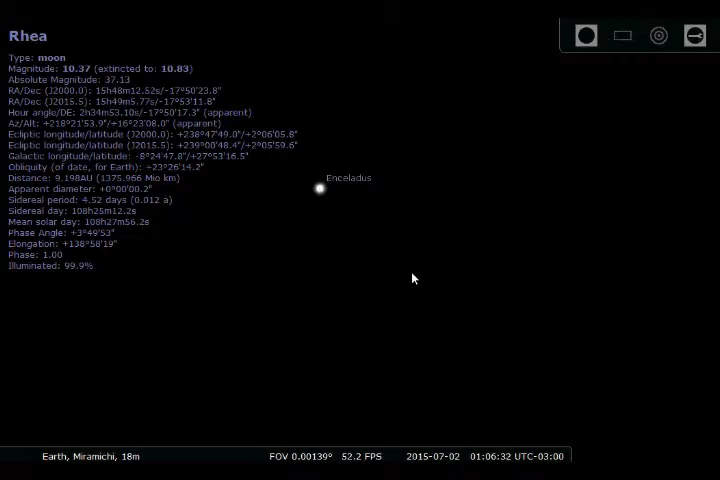 Rhea
Type: moon
Magnitude: 10.37 (extincted to: 10.83)
Absolute Magnitude: 37.13
RA/Dec (J2000.0): 15h48m12.52s/-17°50'23.8"
RA/Dec (J2015.5): 15h49m5.77s/-17°53'11.8"
Hour angle/DE: 2h34m53.10s/-17°50'17.3" (apparent)
Az/Alt: +218°21'53.9"/+16°23'08.0" (apparent)
Ecliptic longitude/latitude (J2000.0): +238°47'49.0"/+2°06'05.8"
Ecliptic longitude/latitude (J2015.5): +239°00'48.4"/+2°05'59.6"
Galactic longitude/latitude: -8°24'47.8"/+27°53'16.5"
Obliquity (of date, for Earth): +23°26'14.2"
Distance: 9.198AU (1375.966 Mio km)
Enceladus
Apparent diameter: +0°00'00.2"
Sidereal period: 4.52 days (0.012 a)
Sidereal day: 108h25m12.2s
Mean solar day: 108h27m56.2s
Phase Angle: +3°49'53"
Elongation: +138°58'19"
Phase: 1.00
Illuminated: 99.9%
Earth, Miramichi, 18m FOV 0.00139° 52.2 FPS 2015-07-02 01:06:32 UTC-03:00